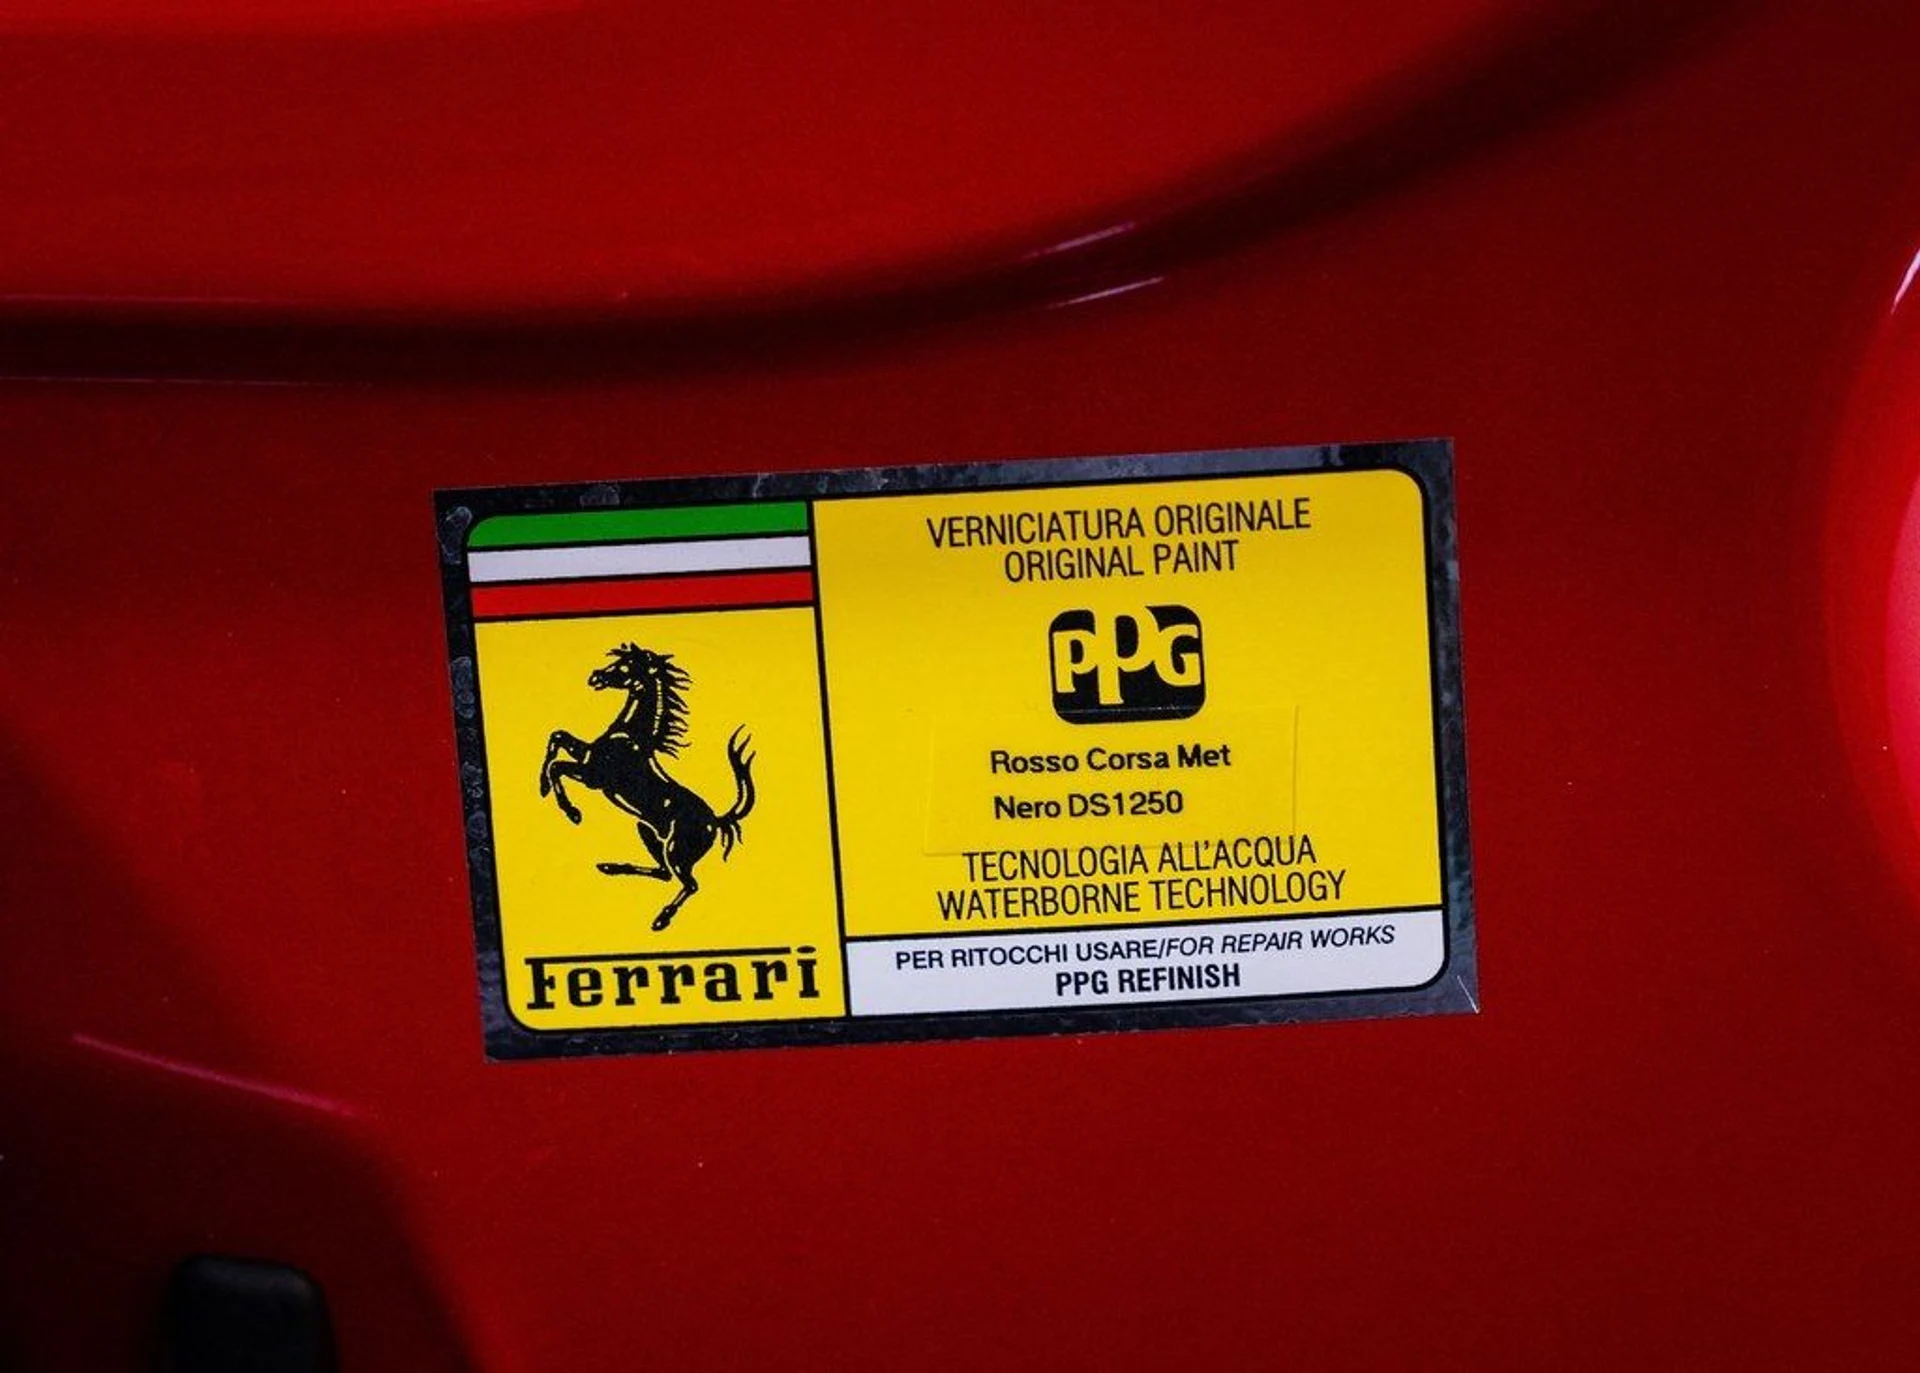 VERNICIATURA ORIGINALE
ORIGINAL PAINT
PPG
Rosso Corsa Met
Nero DS1250
TECNOLOGIA ALL'ACQUA
WATERBORNE TECHNOLOGY
PER RITOCCHI USARE/FOR REPAIR WORKS
PPG REFINISH
Ferrari